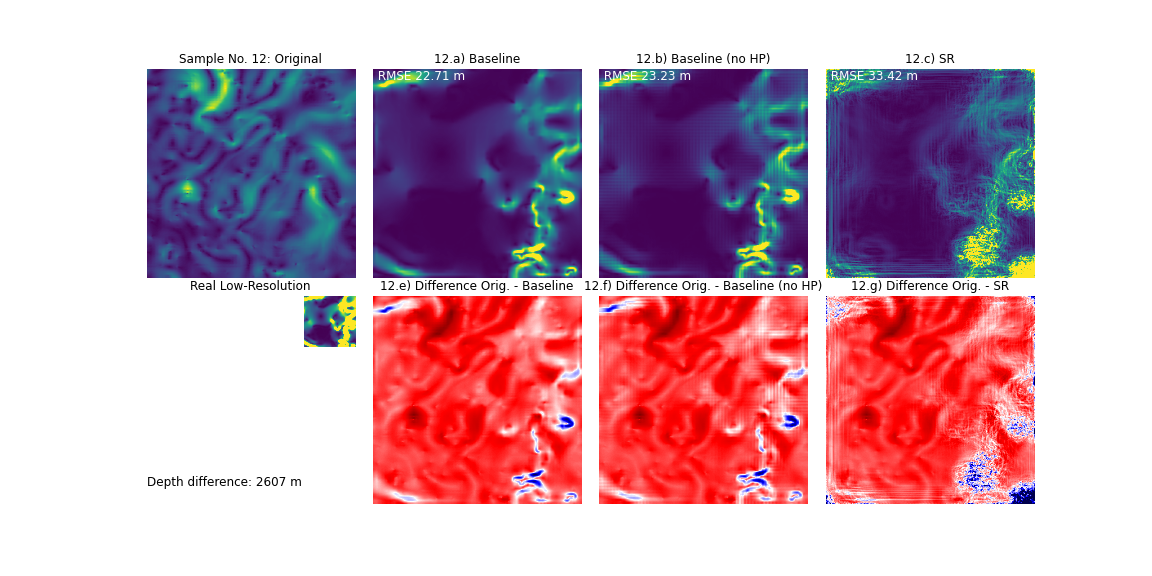 Sample No. 12: Original
12.a) Baseline
12.b) Baseline (no HP)
12.c) SR
RMSE 22.71 m
RMSE 23.23 m
RMSE 33.42 m
Real Low-Resolution
12.e) Difference Orig. - Baseline
12.f) Difference Orig. - Baseline (no HP)
12.g) Difference Orig. - SR
Depth difference: 2607 m